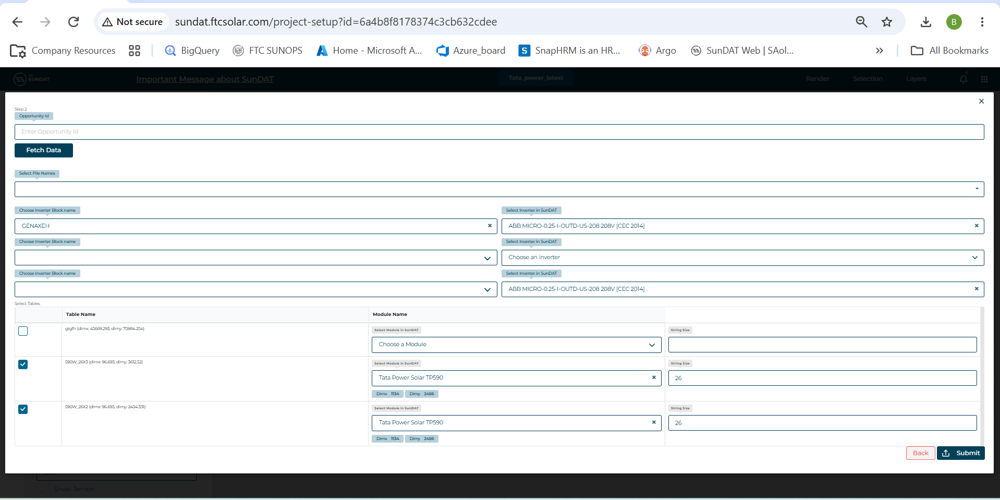 Not secure
sundat.ftcsolar.com/project-setup?id=6a4b8f8178374c3cb632cdee
B
Company Resources
BigQuery
FTC SUNOPS
Home - Microsoft A...
Azure_board
S
SnapHRM is an HR...
Argo
SunDAT Web | SAol...
»
All Bookmarks
SUNDAT
Important Message about SunDAT
Tata_power_latest
Render
Selection
Layers
Step 2
Opportunity Id
Enter Opportunity Id
Fetch Data
Select Pile Names
Choose Inverter Block name
Select Inverter in SunDAT
GENAXEH
ABB MICRO-0.25-I-OUTD-US-208 208V [CEC 2014]
Choose Inverter Block name
Select Inverter in SunDAT
Choose an inverter
Choose Inverter Block name
Select Inverter in SunDAT
ABB MICRO-0.25-I-OUTD-US-208 208V [CEC 2014]
Select Tables
Table Name
Module Name
gtgfh (dimx: 45669.293, dimy: 75984.254)
Select Module in SunDAT
String Size
Choose a Module
590W_26X3 (dimx: 96.693, dimy: 3612.52)
Select Module in SunDAT
String Size
Tata Power Solar TP590
26
Dimx 1134
Dimy 2456
590W_26X2 (dimx: 96.693, dimy: 2434.331)
Select Module in SunDAT
String Size
Tata Power Solar TP590
26
Dimx 1134
Dimy 2456
Back
Submit
Show Terrain